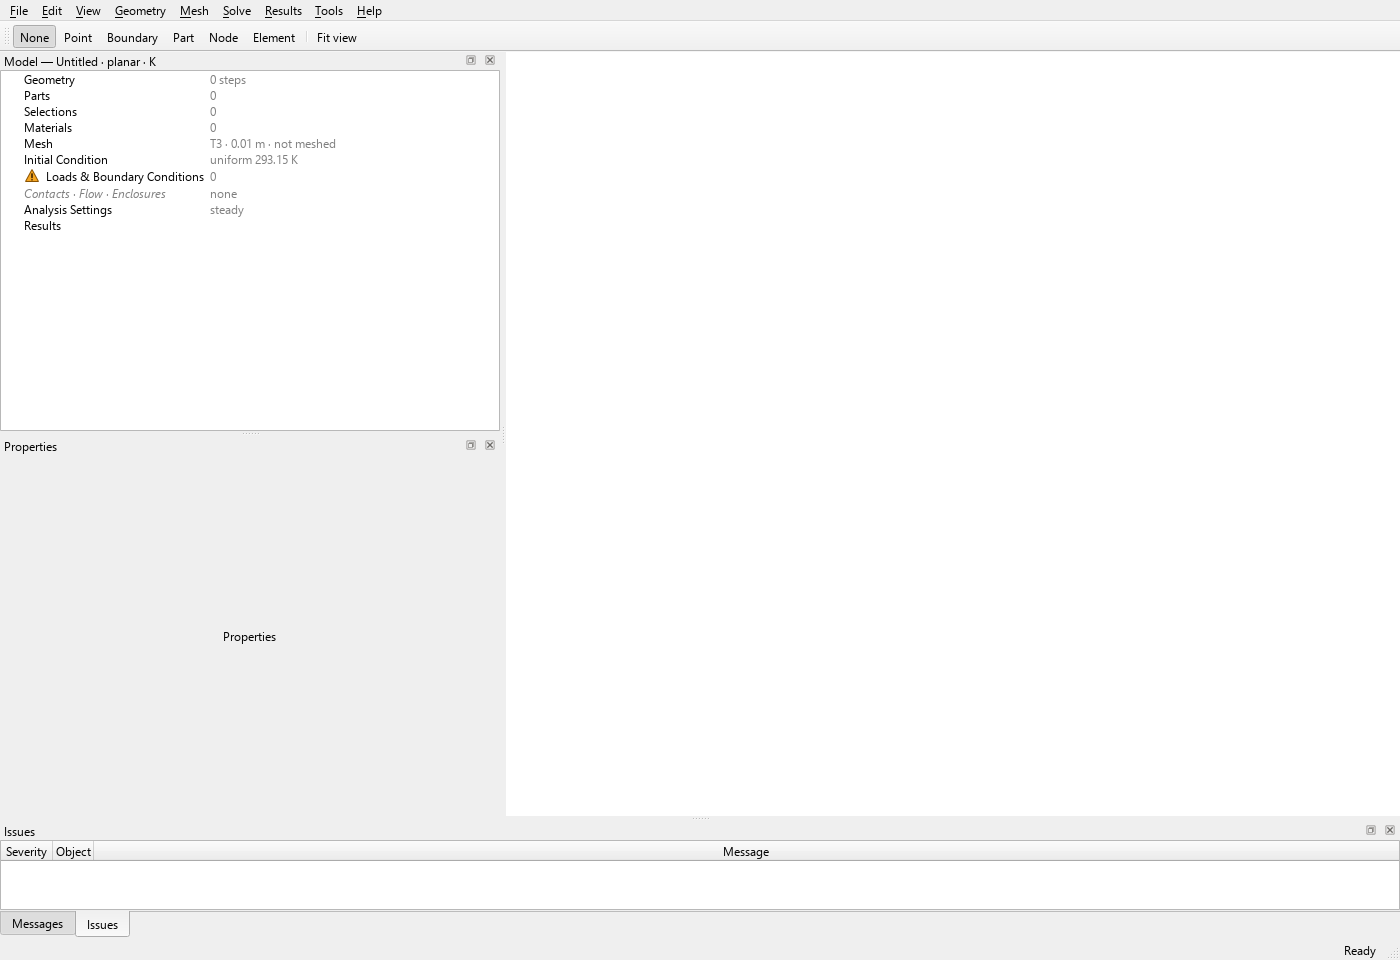 File Edit View Geometry Mesh Solve Results Tools Help
None Point Boundary Part Node Element Fit view
Model — Untitled · planar · K
Geometry 0 steps
Parts 0
Selections 0
Materials 0
Mesh T3 · 0.01 m · not meshed
Initial Condition uniform 293.15 K
Loads & Boundary Conditions 0
Contacts · Flow · Enclosures none
Analysis Settings steady
Results
Properties
Properties
Issues
Severity Object Message
Messages Issues
Ready